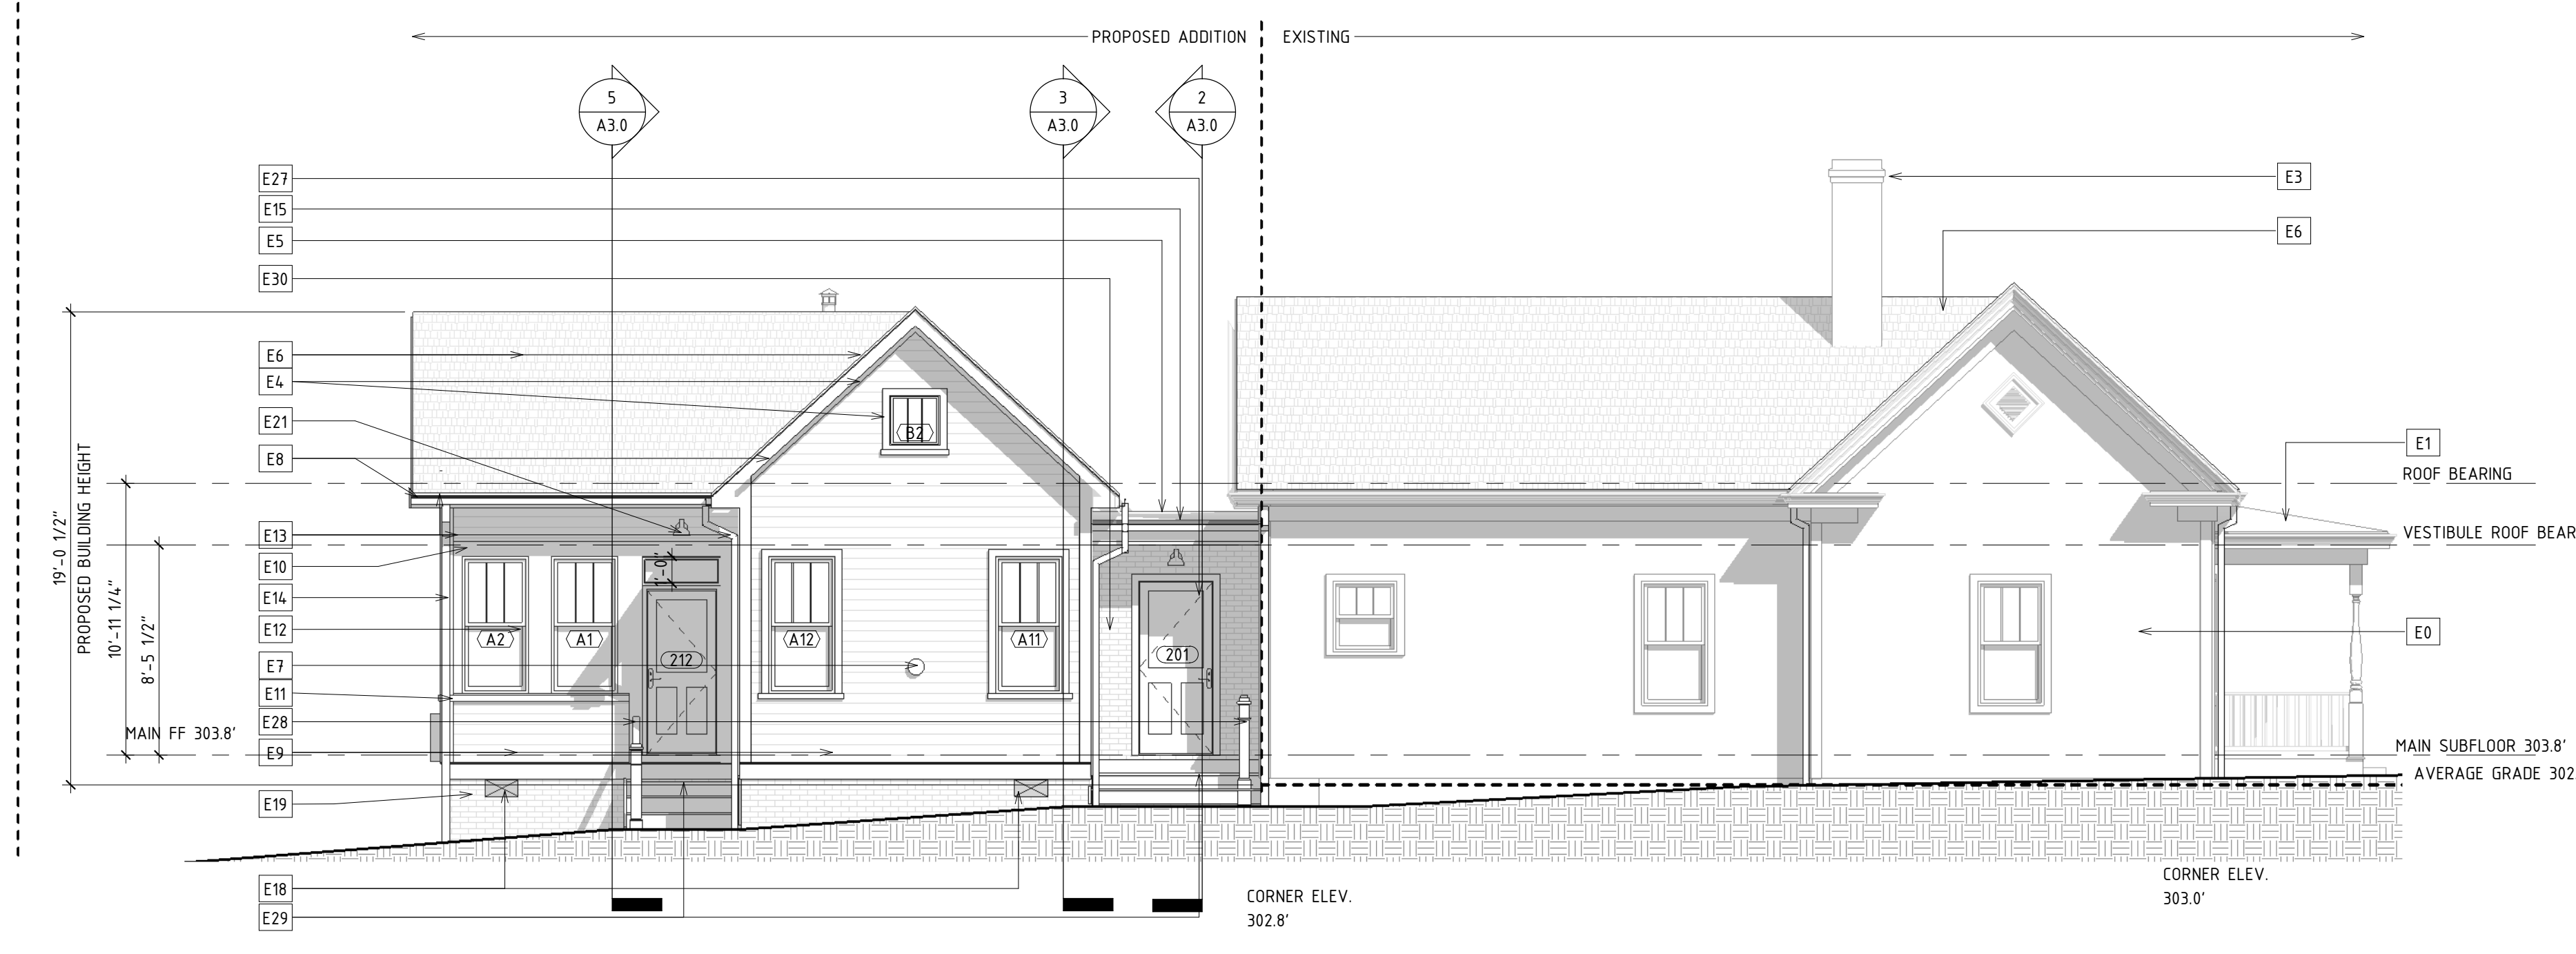 PROPOSED ADDITION
EXISTING
5
A3.0
3
A3.0
2
A3.0
E27
E15
E5
E30
E6
E4
E21
E8
E13
E10
E14
E12
E7
E11
E28
E9
E19
E18
E29
E3
E6
E1
E0
19'-0 1/2"
PROPOSED BUILDING HEIGHT
10'-11 1/4"
8'-5 1/2"
1'-0"
MAIN FF 303.8'
B2
A2
A1
A12
A11
212
201
ROOF BEARING
VESTIBULE ROOF BEAR
MAIN SUBFLOOR 303.8'
AVERAGE GRADE 302.
CORNER ELEV.
302.8'
CORNER ELEV.
303.0'